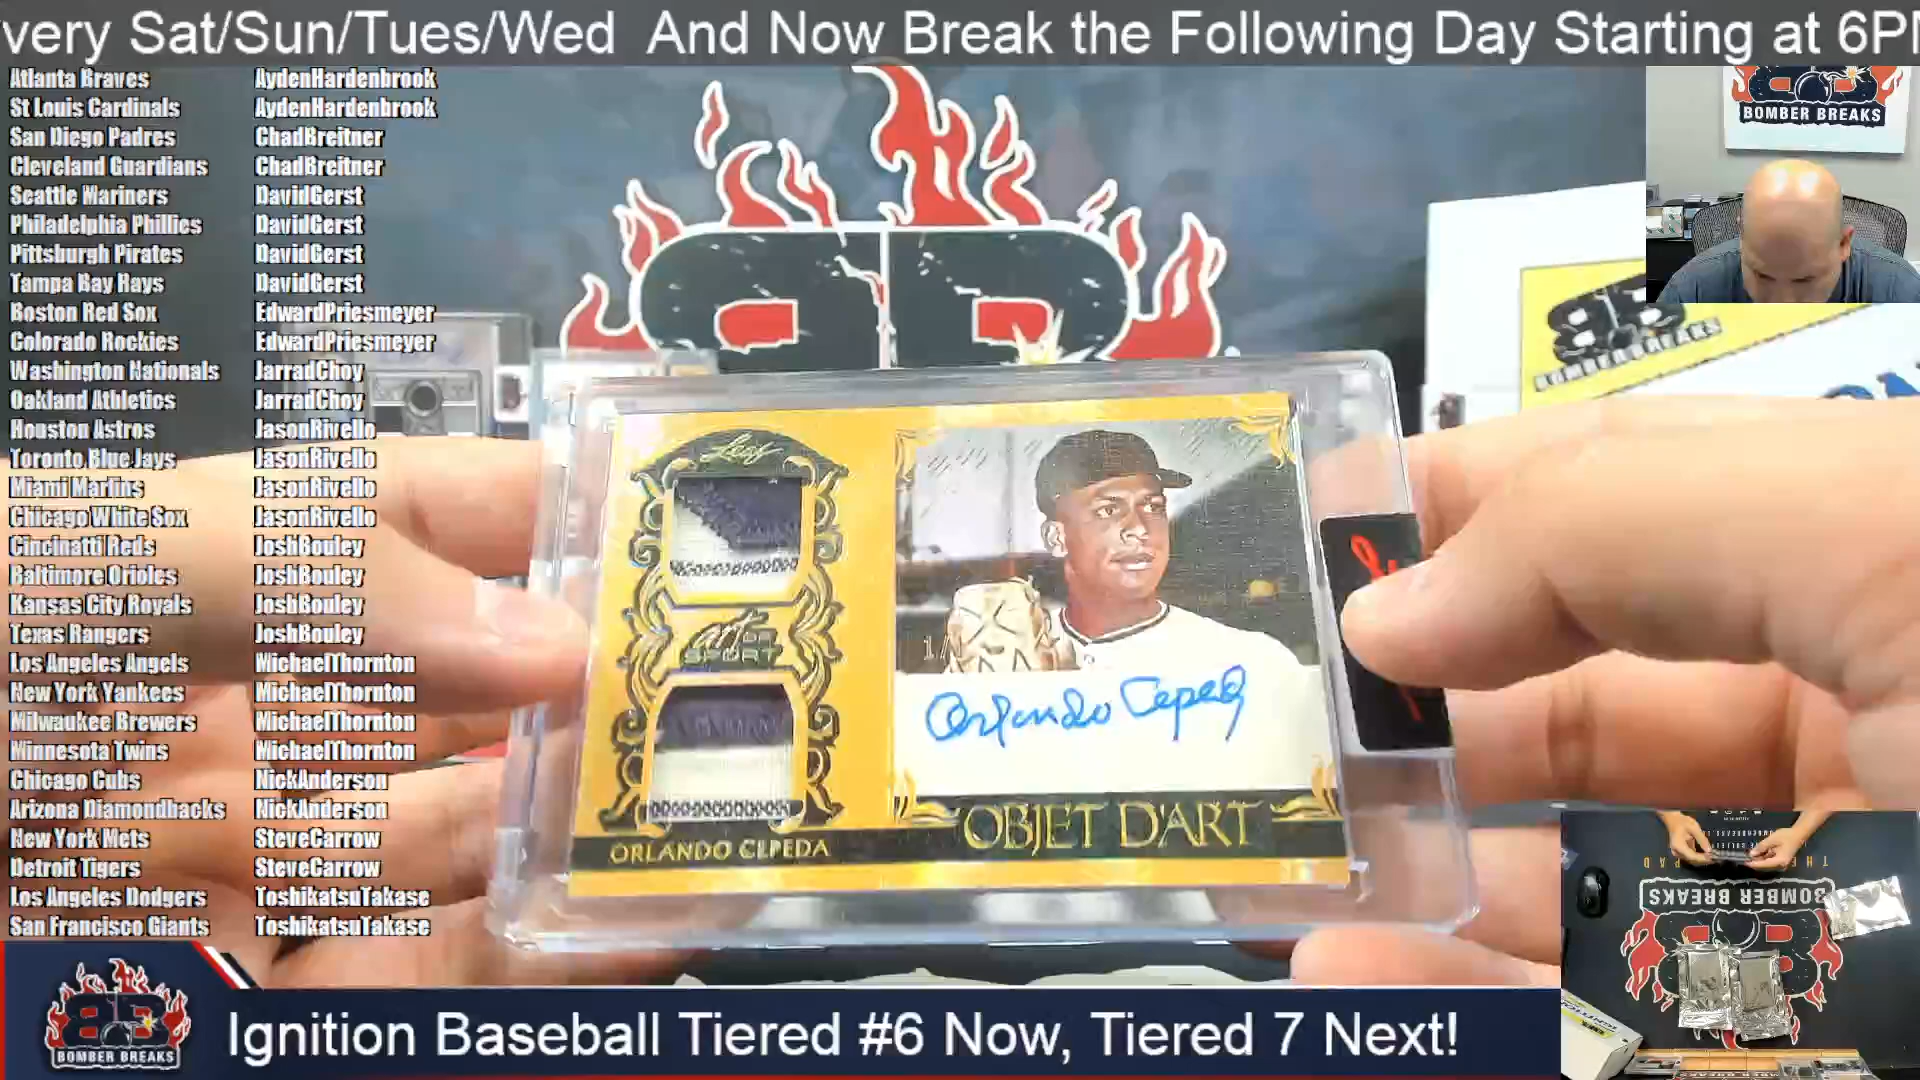 very Sat/Sun/Tues/Wed And Now Break the Following Day Starting at 6P
Atlanta Braves AydenHardenbrook
St Louis Cardinals AydenHardenbrook
San Diego Padres ChadBreitner
Cleveland Guardians ChadBreitner
Seattle Mariners DavidGerst
Philadelphia Phillies DavidGerst
Pittsburgh Pirates DavidGerst
Tampa Bay Rays DavidGerst
Boston Red Sox EdwardPriesmeyer
Colorado Rockies EdwardPriesmeyer
Washington Nationals JarradChoy
Oakland Athletics JarradChoy
Houston Astros JasonRivello
Toronto Blue Jays JasonRivello
Miami Marlins JasonRivello
Chicago White Sox JasonRivello
Cincinatti Reds JoshBouley
Baltimore Orioles JoshBouley
Kansas City Royals JoshBouley
Texas Rangers JoshBouley
Los Angeles Angels MichaelThornton
New York Yankees MichaelThornton
Milwaukee Brewers MichaelThornton
Minnesota Twins MichaelThornton
Chicago Cubs NickAnderson
Arizona Diamondbacks NickAnderson
New York Mets SteveCarrow
Detroit Tigers SteveCarrow
Los Angeles Dodgers ToshikatsuTakase
San Francisco Giants ToshikatsuTakase
BOMBER BREAKS
BOMBER BREAKS
Leaf
art OF
SPORT
Orlando Cepeda
OBJET D'ART
ORLANDO CEPEDA
BOMBER BREAKS
BOMBER BREAKS
Ignition Baseball Tiered #6 Now, Tiered 7 Next!